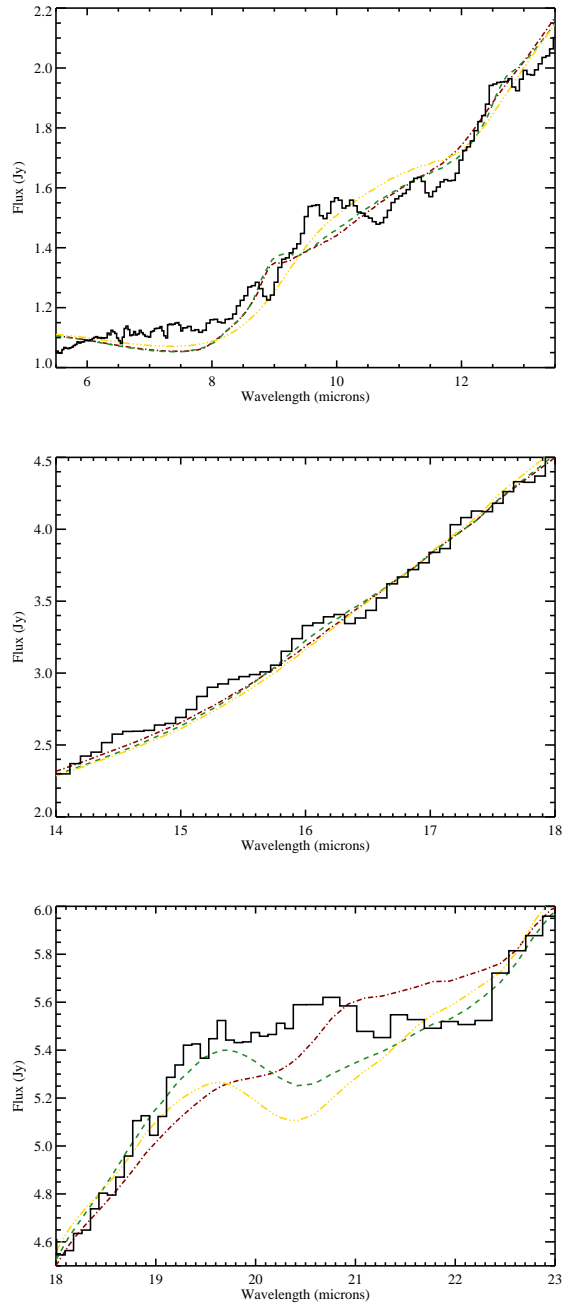 2.2
2.0
1.8
1.6
1.4
1.2
1.0
Flux (Jy)
6 8 10 12
Wavelength (microns)
4.5
4.0
3.5
3.0
2.5
2.0
Flux (Jy)
14 15 16 17 18
Wavelength (microns)
6.0
5.8
5.6
5.4
5.2
5.0
4.8
4.6
Flux (Jy)
18 19 20 21 22 23
Wavelength (microns)